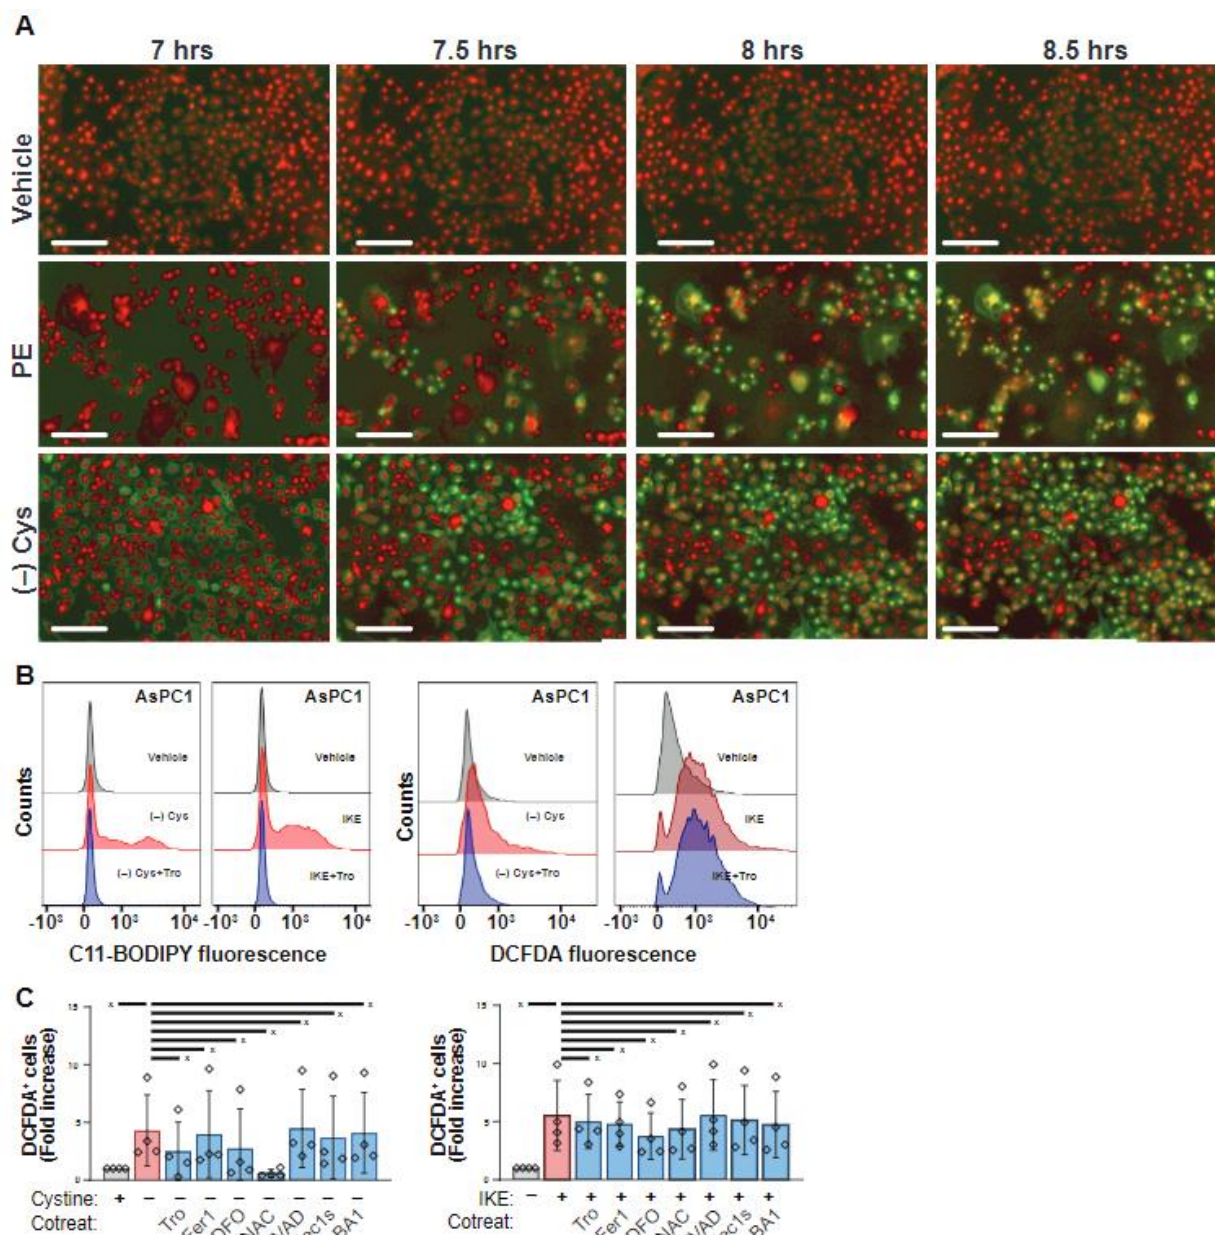 A
7 hrs 7.5 hrs 8 hrs 8.5 hrs
Vehicle
PE
(–) Cys
B
AsPC1 AsPC1 AsPC1 AsPC1
Vehicle Vehicle Vehicle Vehicle
Counts Counts
(–) Cys IKE (–) Cys IKE
(–) Cys+Tro IKE+Tro (–) Cys+Tro IKE+Tro
-10³ 0 10³ 10⁴ -10³ 0 10³ 10⁴ -10³ 0 10³ 10⁴ -10³ 0 10³ 10⁴
C11-BODIPY fluorescence DCFDA fluorescence
C
DCFDA⁺ cells
(Fold increase)
15
10
5
0
x x x x x x x x
Cystine: + – – – – – – – –
Cotreat: Tro Fer1 DFO NAC
DCFDA⁺ cells
(Fold increase)
15
10
5
0
x x x x x x x x
IKE: – + + + + + + + +
Cotreat: Tro Fer1 DFO NAC